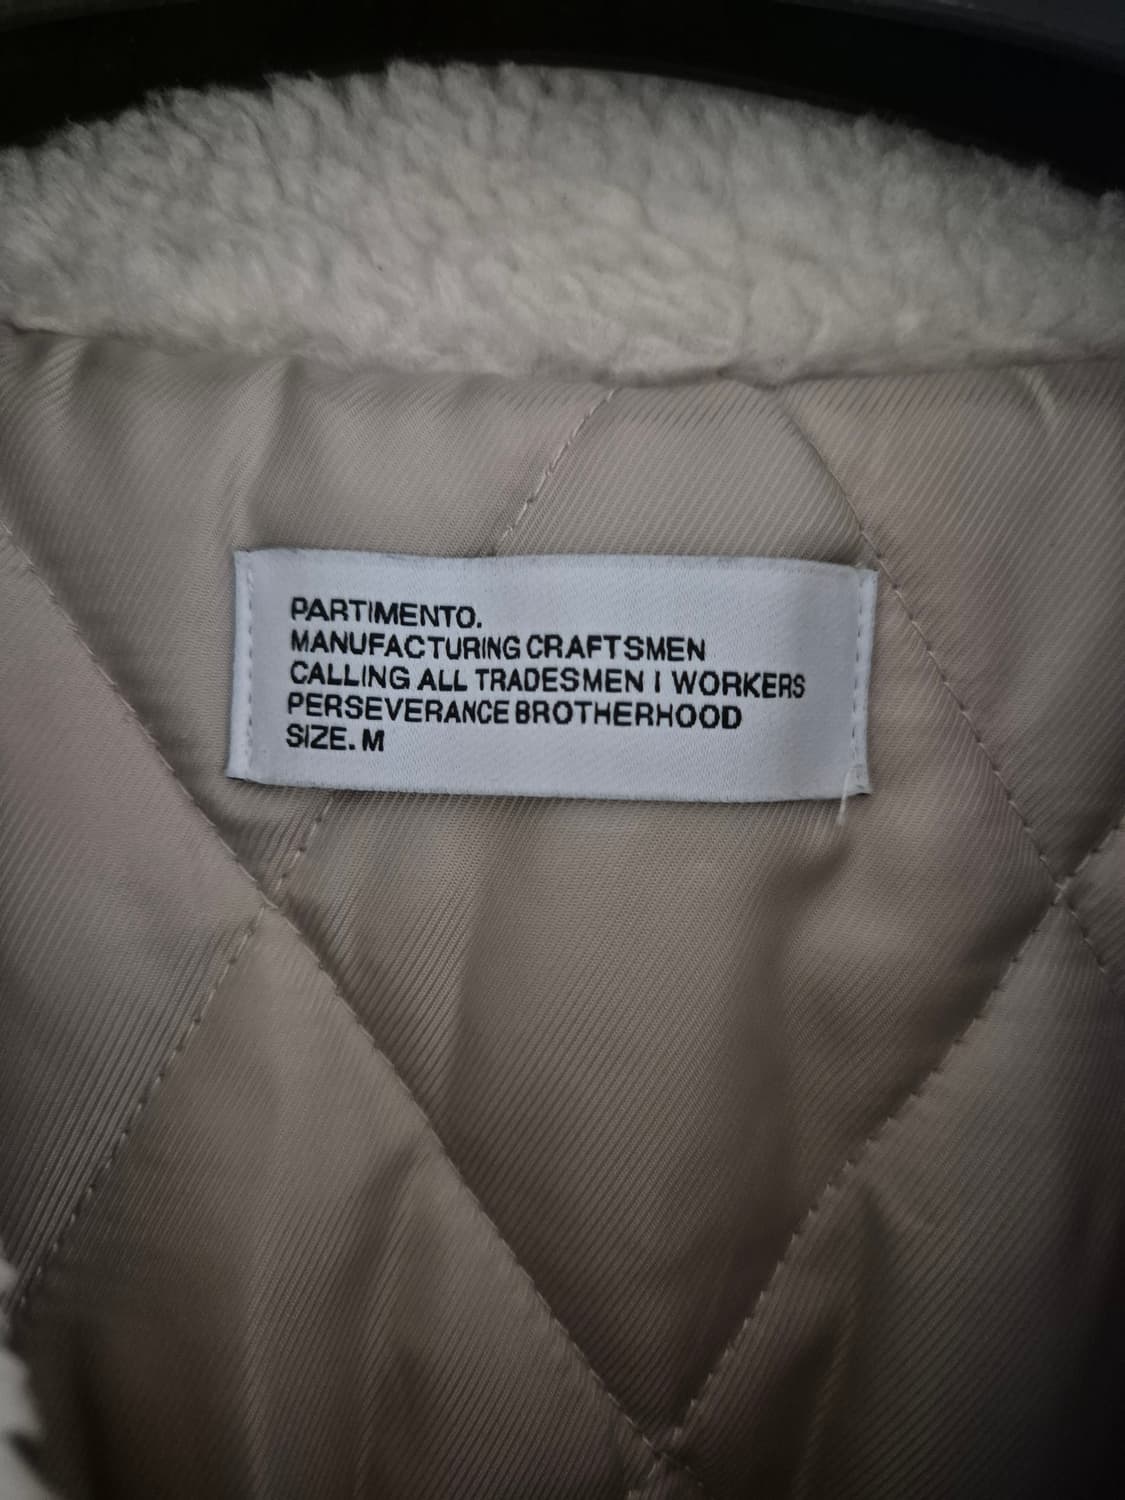 PARTIMENTO.
MANUFACTURING CRAFTSMEN
CALLING ALL TRADESMEN I WORKERS
PERSEVERANCE BROTHERHOOD
SIZE. M